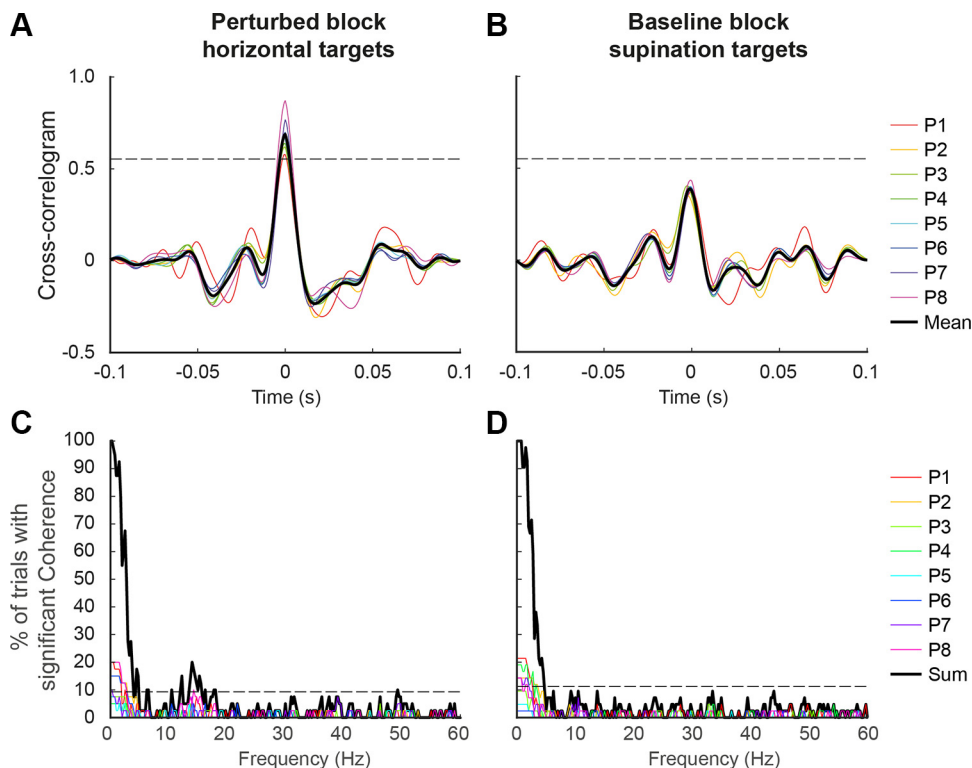 A
Perturbed block
horizontal targets
B
Baseline block
supination targets
Cross-correlogram
1.0
0.5
0
-0.5
-0.1
-0.05
0
0.05
0.1
Time (s)
-0.1
-0.05
0
0.05
0.1
Time (s)
P1
P2
P3
P4
P5
P6
P7
P8
Mean
C
% of trials with
significant Coherence
100
90
80
70
60
50
40
30
20
10
0
0
10
20
30
40
50
60
Frequency (Hz)
D
0
10
20
30
40
50
60
Frequency (Hz)
P1
P2
P3
P4
P5
P6
P7
P8
Sum